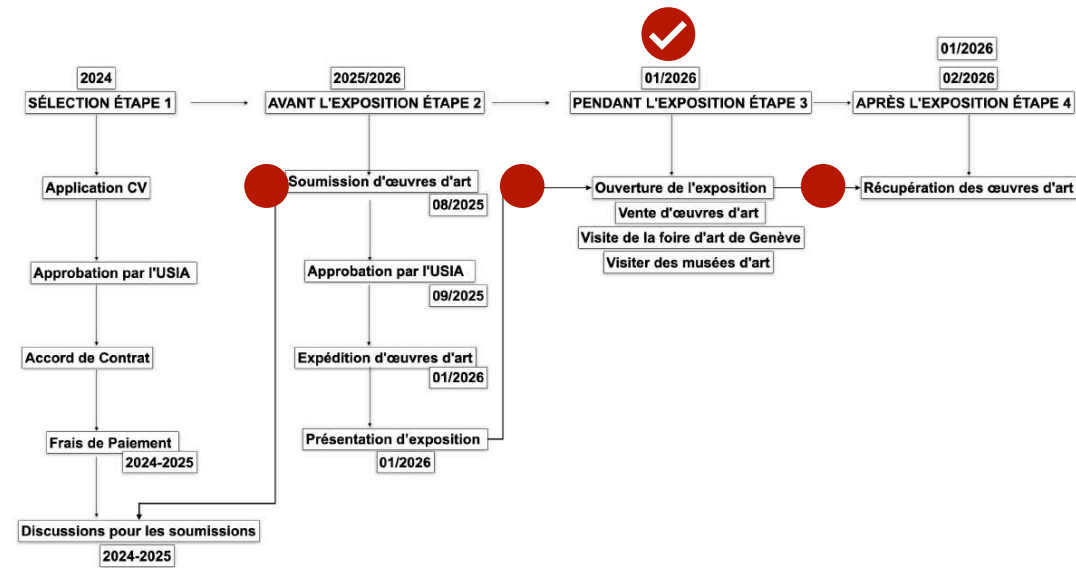 2024
SÉLECTION ÉTAPE 1
Application CV
Approbation par l'USIA
Accord de Contrat
Frais de Paiement
2024-2025
Discussions pour les soumissions
2024-2025
2025/2026
AVANT L'EXPOSITION ÉTAPE 2
Soumission d'œuvres d'art
08/2025
Approbation par l'USIA
09/2025
Expédition d'œuvres d'art
01/2026
Présentation d'exposition
01/2026
01/2026
PENDANT L'EXPOSITION ÉTAPE 3
Ouverture de l'exposition
Vente d'œuvres d'art
Visite de la foire d'art de Genève
Visiter des musées d'art
01/2026
02/2026
APRÈS L'EXPOSITION ÉTAPE 4
Récupération des œuvres d'art